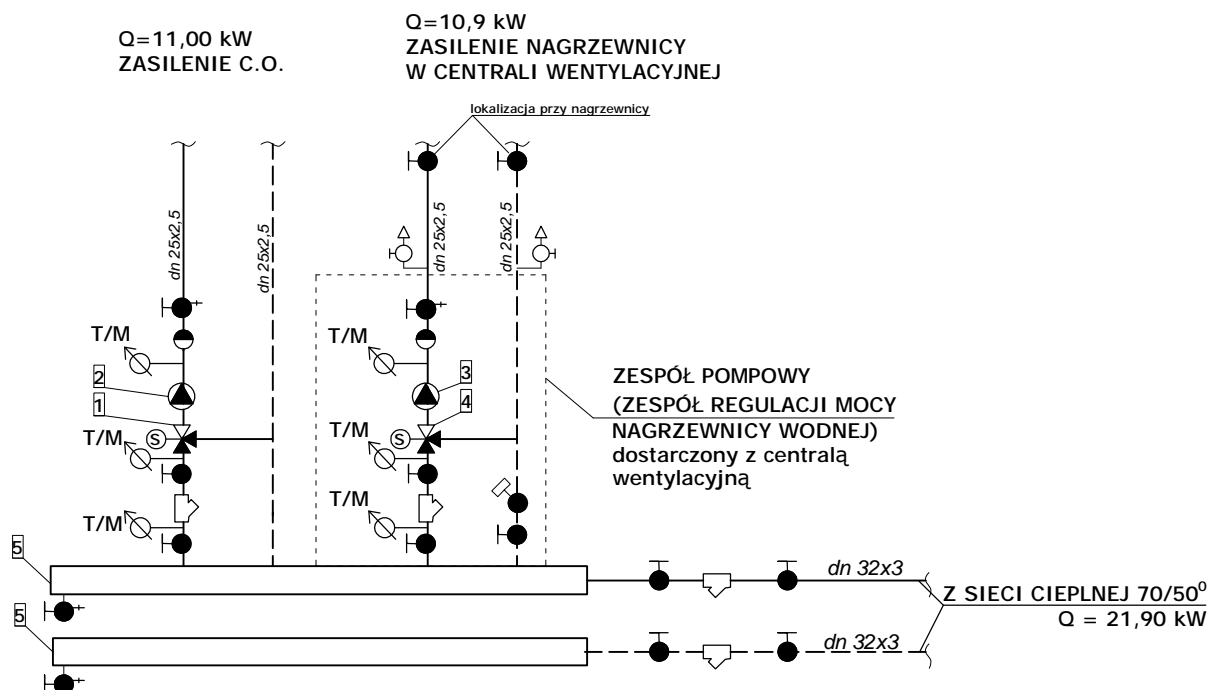 Q=11,00 kW
ZASILENIE C.O.
Q=10,9 kW
ZASILENIE NAGRZEWNICY
W CENTRALI WENTYLACYJNEJ
lokalizacja przy nagrzewnicy
dn 25x2,5
dn 25x2,5
dn 25x2,5
dn 25x2,5
T/M
T/M
2
3
1
4
T/M
T/M
S
S
T/M
T/M
ZESPÓŁ POMPOWY
(ZESPÓŁ REGULACJI MOCY
NAGRZEWNICY WODNEJ)
dostarczony z centralą
wentylacyjną
5
dn 32x3
Z SIECI CIEPLNEJ 70/50⁰
Q = 21,90 kW
5
dn 32x3